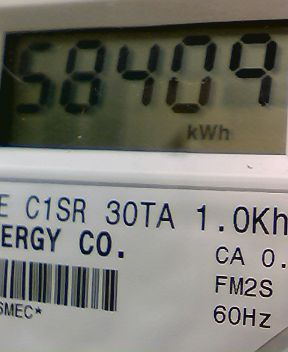 58409
kWh
E C1SR 30TA 1.0Kh
ERGY CO.
CA 0.
FM2S
60Hz
SMEC*